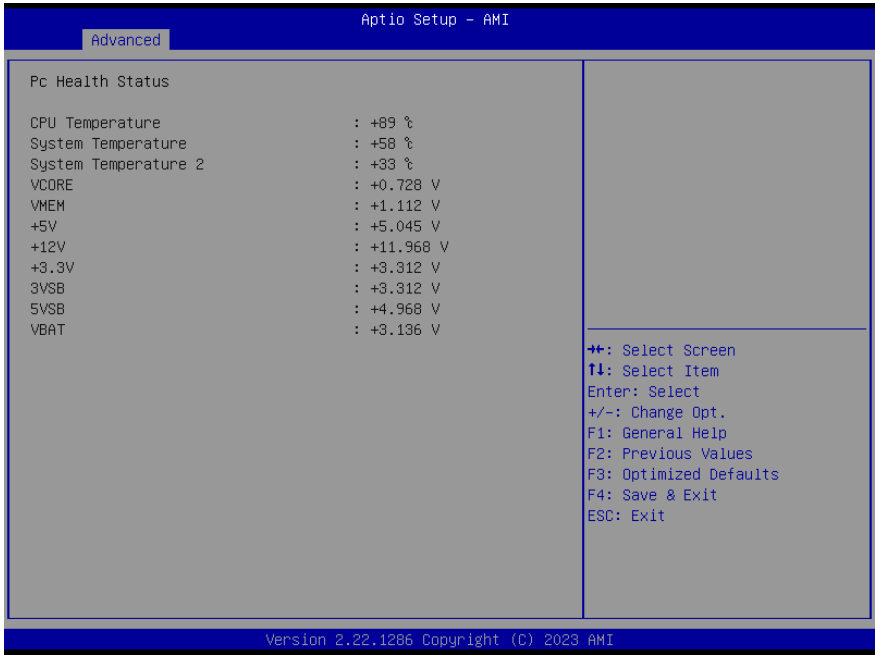 Aptio Setup – AMI
Advanced
Pc Health Status
CPU Temperature : +89 ℃
System Temperature : +58 ℃
System Temperature 2 : +33 ℃
VCORE : +0.728 V
VMEM : +1.112 V
+5V : +5.045 V
+12V : +11.968 V
+3.3V : +3.312 V
3VSB : +3.312 V
5VSB : +4.968 V
VBAT : +3.136 V
→←: Select Screen
↑↓: Select Item
Enter: Select
+/-: Change Opt.
F1: General Help
F2: Previous Values
F3: Optimized Defaults
F4: Save & Exit
ESC: Exit
Version 2.22.1286 Copyright (C) 2023 AMI